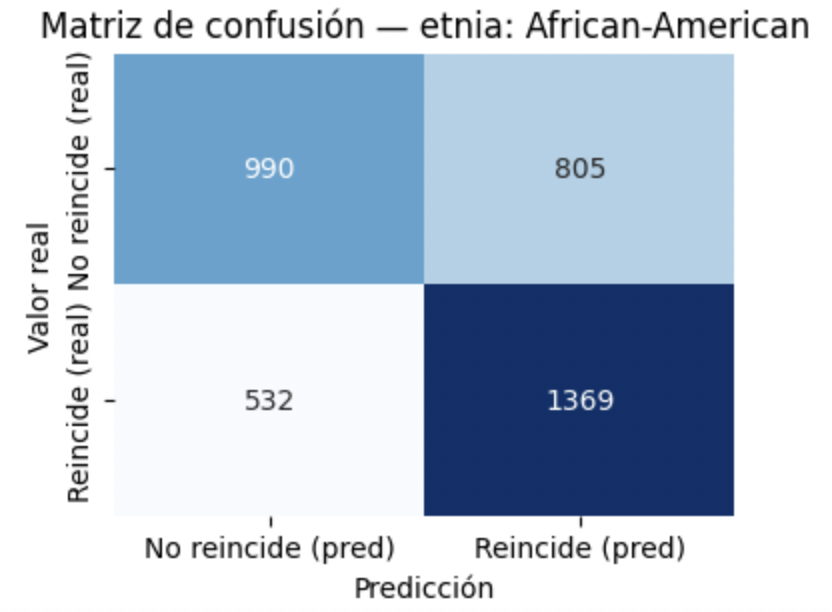 Matriz de confusión — etnia: African-American
Valor real
No reincide (real)
990
805
Reincide (real)
532
1369
No reincide (pred)
Reincide (pred)
Predicción